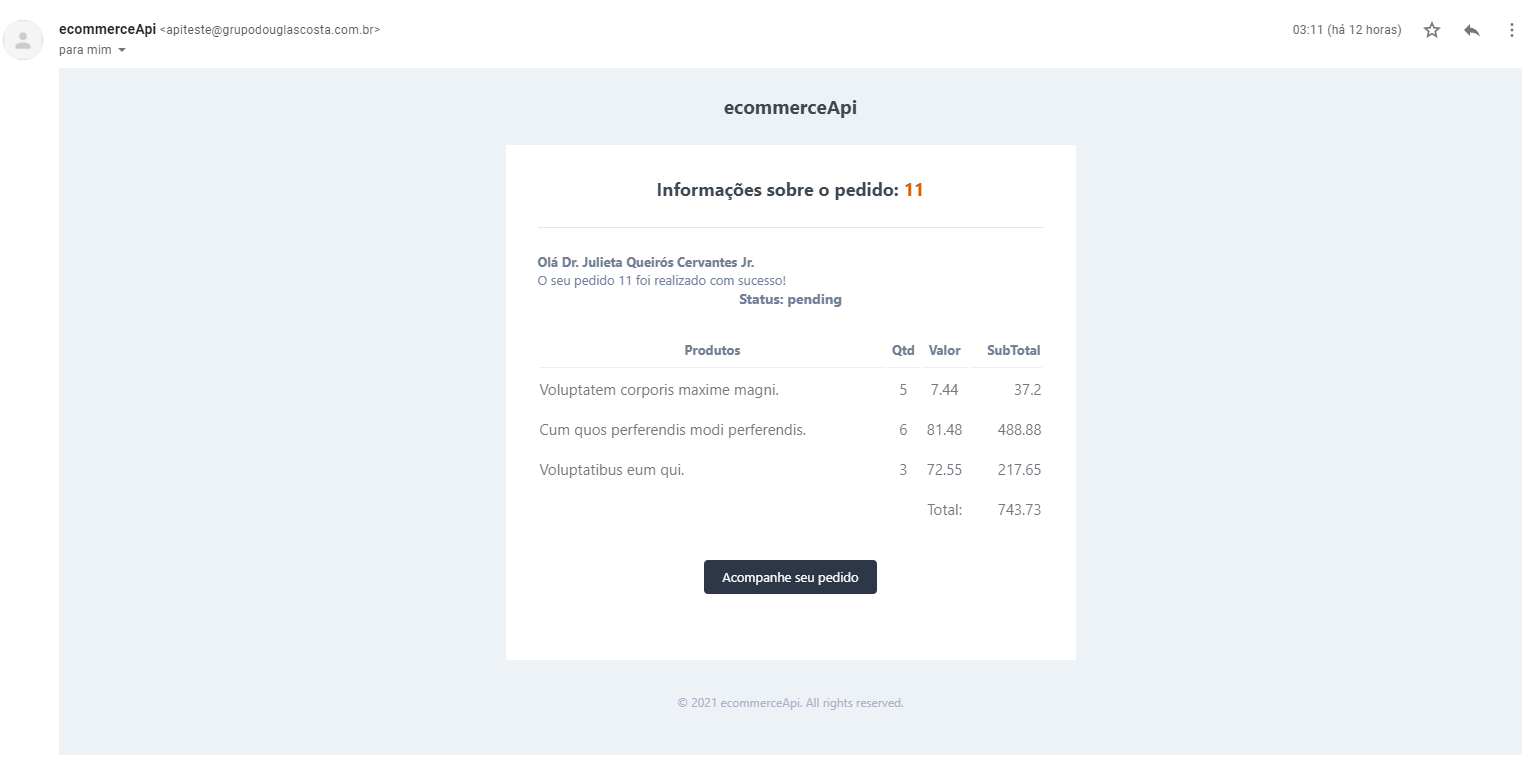 ecommerceApi <apiteste@grupodouglascosta.com.br> 03:11 (há 12 horas)
para mim
ecommerceApi
Informações sobre o pedido: 11
Olá Dr. Julieta Queirós Cervantes Jr.
O seu pedido 11 foi realizado com sucesso!
Status: pending
Produtos Qtd Valor SubTotal
Voluptatem corporis maxime magni. 5 7.44 37.2
Cum quos perferendis modi perferendis. 6 81.48 488.88
Voluptatibus eum qui. 3 72.55 217.65
Total: 743.73
Acompanhe seu pedido
© 2021 ecommerceApi. All rights reserved.